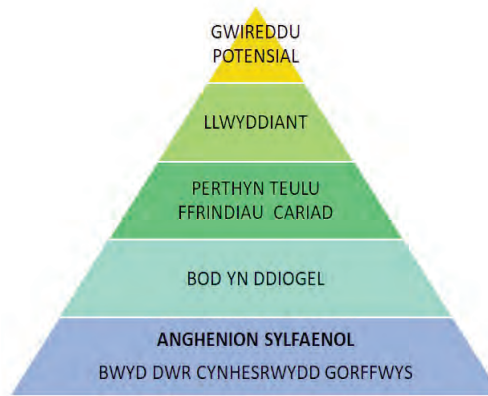 GWIREDDU
POTENSIAL
LLWYDDIANT
PERTHYN TEULU
FFRINDIAU CARIAD
BOD YN DDIOGEL
ANGHENION SYLFAENOL
BWYD DWR CYNHESRWYDD GORFFWYS